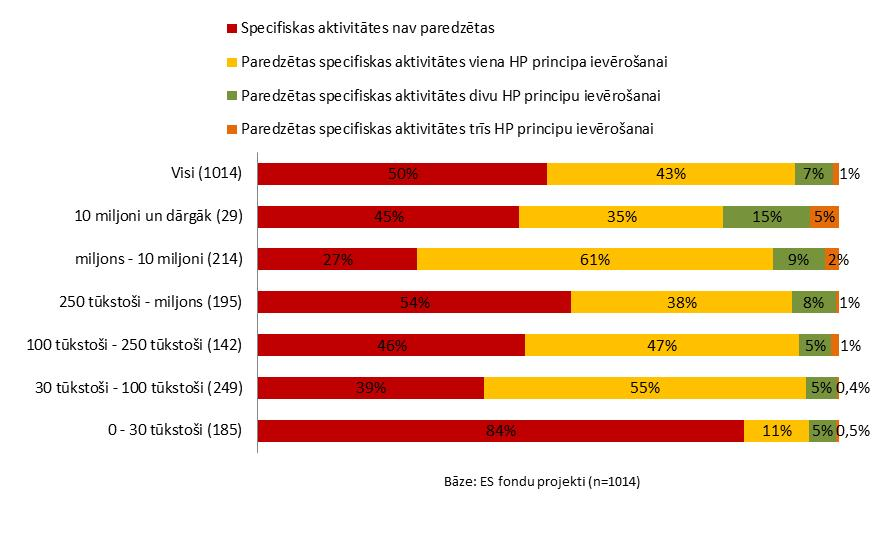 Specifiskas aktivitātes nav paredzētas
Paredzētas specifiskas aktivitātes viena HP principa ievērošanai
Paredzētas specifiskas aktivitātes divu HP principu ievērošanai
Paredzētas specifiskas aktivitātes trīs HP principu ievērošanai
Visi (1014) 50% 43% 7% 1%
10 miljoni un dārgāk (29) 45% 35% 15% 5%
miljons - 10 miljoni (214) 27% 61% 9% 2%
250 tūkstoši - miljons (195) 54% 38% 8% 1%
100 tūkstoši - 250 tūkstoši (142) 46% 47% 5% 1%
30 tūkstoši - 100 tūkstoši (249) 39% 55% 5% 0,4%
0 - 30 tūkstoši (185) 84% 11% 5% 0,5%
Bāze: ES fondu projekti (n=1014)